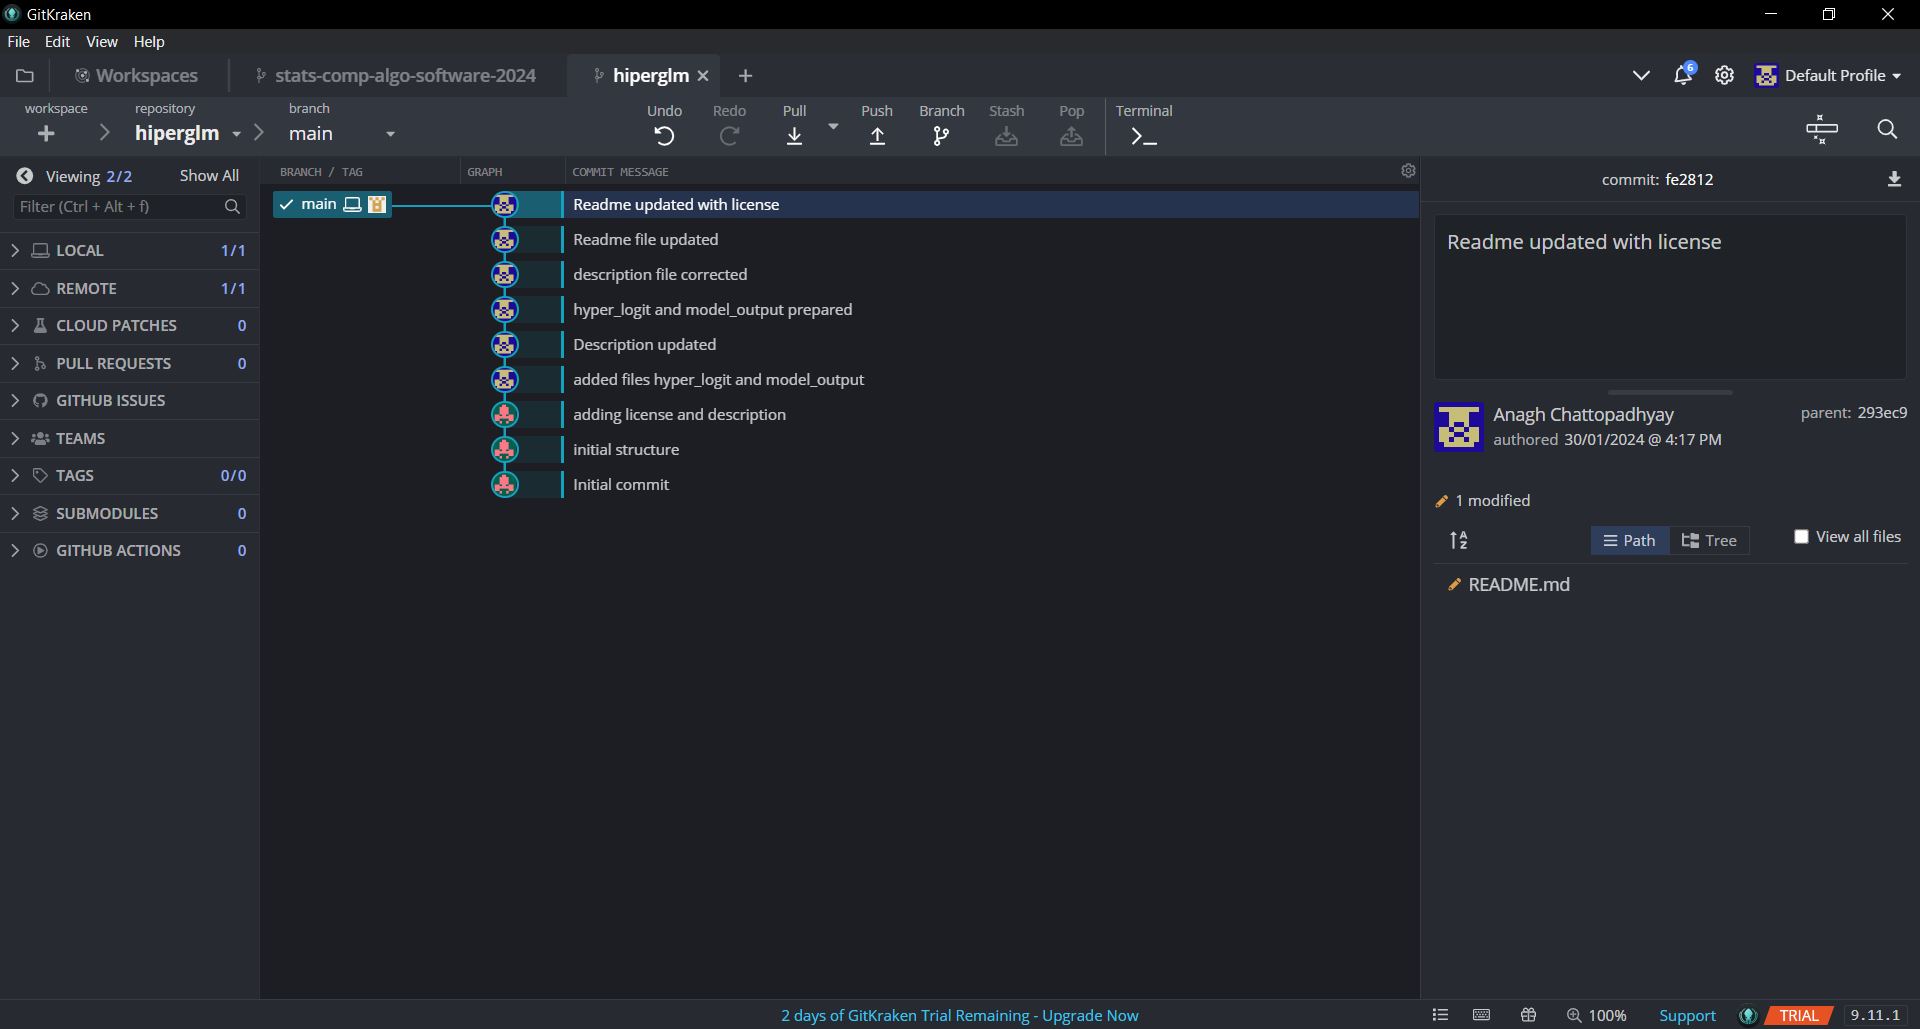 GitKraken
File Edit View Help
Workspaces stats-comp-algo-software-2024 hiperglm 6 Default Profile
workspace repository branch Undo Redo Pull Push Branch Stash Pop Terminal
hiperglm main
Viewing 2/2 Show All
Filter (Ctrl + Alt + f)
LOCAL 1/1
REMOTE 1/1
CLOUD PATCHES 0
PULL REQUESTS 0
GITHUB ISSUES
TEAMS
TAGS 0/0
SUBMODULES 0
GITHUB ACTIONS 0
BRANCH / TAG GRAPH COMMIT MESSAGE
main Readme updated with license
Readme file updated
description file corrected
hyper_logit and model_output prepared
Description updated
added files hyper_logit and model_output
adding license and description
initial structure
Initial commit
commit: fe2812
Readme updated with license
Anagh Chattopadhyay parent: 293ec9
authored 30/01/2024 @ 4:17 PM
1 modified
A Z Path Tree View all files
README.md
2 days of GitKraken Trial Remaining - Upgrade Now 100% Support TRIAL 9.11.1